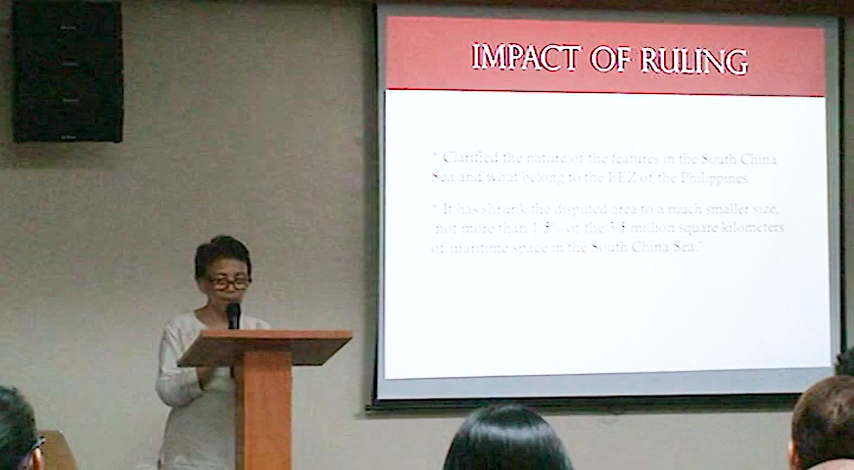 IMPACT OF RULING
* Clarified the nature of the features in the South China
Sea and what belong to the EEZ of the Philippines
* It has shrunk the disputed area to a much smaller size,
"not more than 1.5% of the 3.5 million square kilometers
of maritime space in the South China Sea."